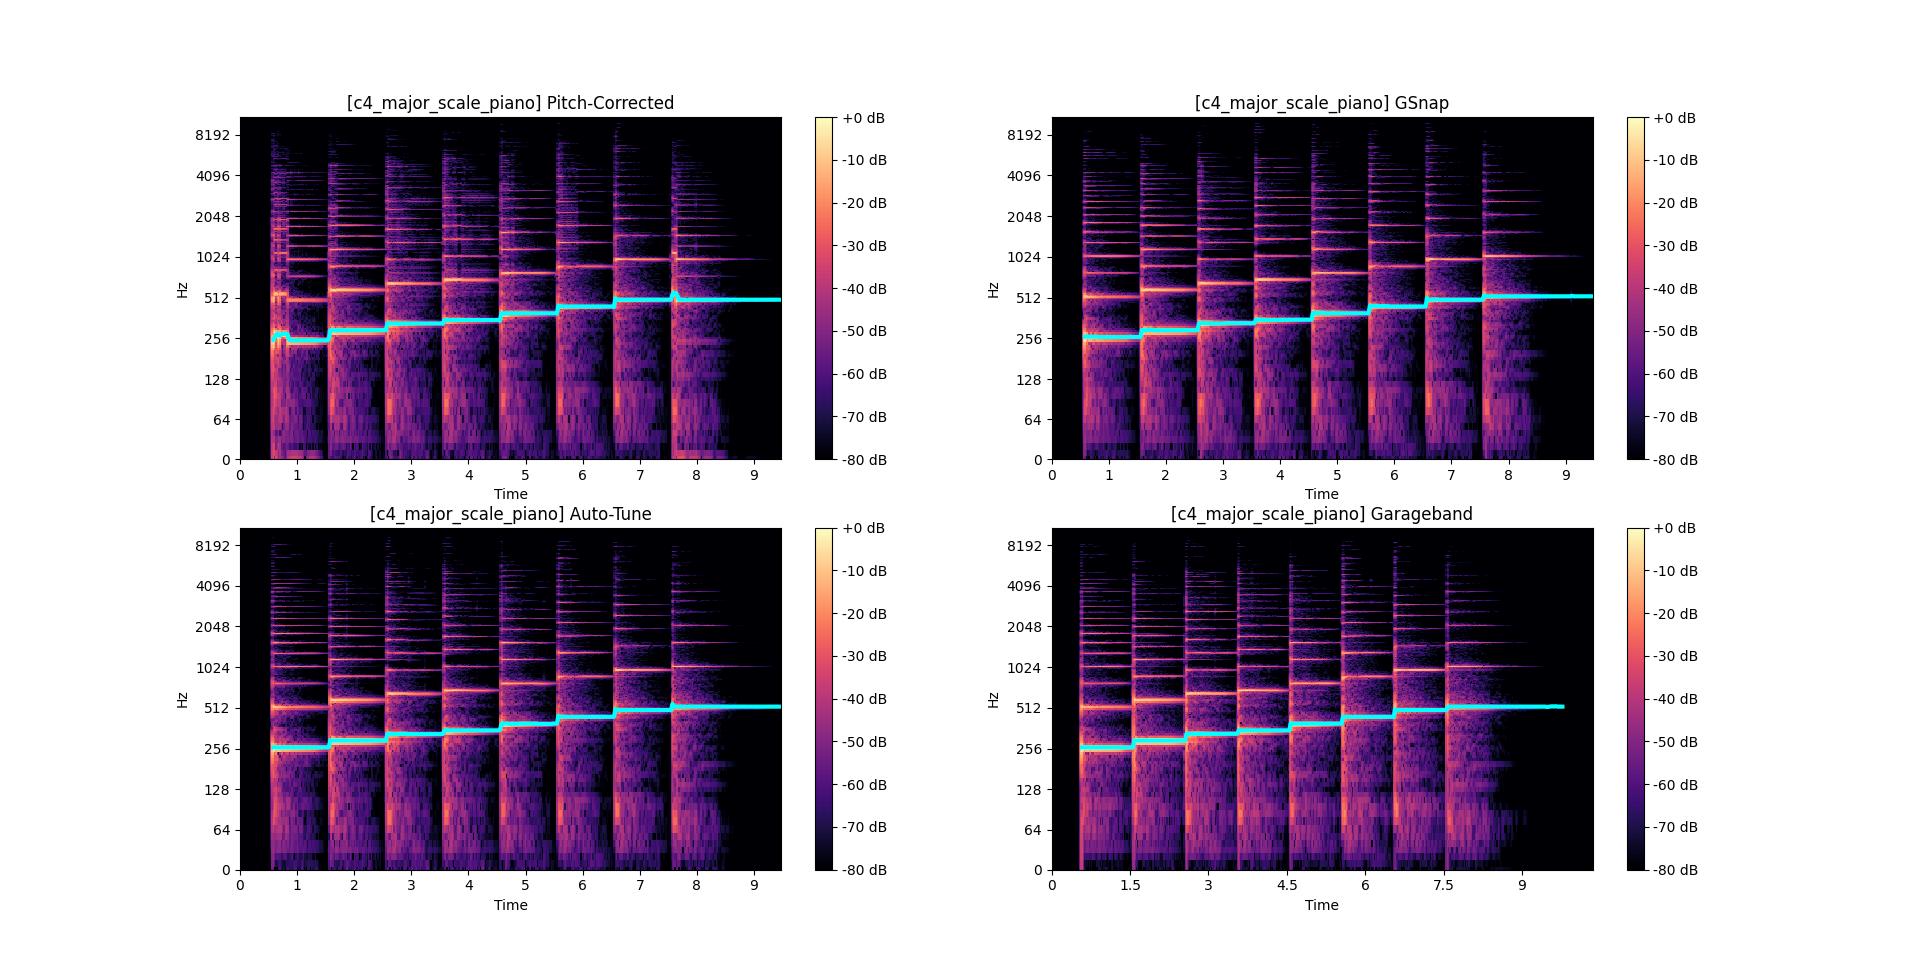 [c4_major_scale_piano] Pitch-Corrected
Hz
8192
4096
2048
1024
512
256
128
64
0
0 1 2 3 4 5 6 7 8 9
Time
+0 dB
-10 dB
-20 dB
-30 dB
-40 dB
-50 dB
-60 dB
-70 dB
-80 dB
[c4_major_scale_piano] GSnap
Hz
8192
4096
2048
1024
512
256
128
64
0
0 1 2 3 4 5 6 7 8 9
Time
+0 dB
-10 dB
-20 dB
-30 dB
-40 dB
-50 dB
-60 dB
-70 dB
-80 dB
[c4_major_scale_piano] Auto-Tune
Hz
8192
4096
2048
1024
512
256
128
64
0
0 1 2 3 4 5 6 7 8 9
Time
+0 dB
-10 dB
-20 dB
-30 dB
-40 dB
-50 dB
-60 dB
-70 dB
-80 dB
[c4_major_scale_piano] Garageband
Hz
8192
4096
2048
1024
512
256
128
64
0
0 1.5 3 4.5 6 7.5 9
Time
+0 dB
-10 dB
-20 dB
-30 dB
-40 dB
-50 dB
-60 dB
-70 dB
-80 dB